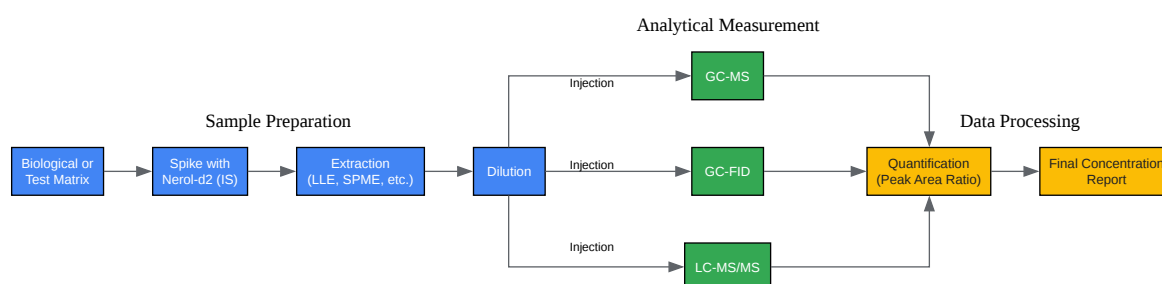 Analytical Measurement
GC-MS
Injection
Sample Preparation
Data Processing
Biological or
Test Matrix
Spike with
Nerol-d2 (IS)
Extraction
(LLE, SPME, etc.)
Dilution
Injection
GC-FID
Quantification
(Peak Area Ratio)
Final Concentration
Report
Injection
LC-MS/MS